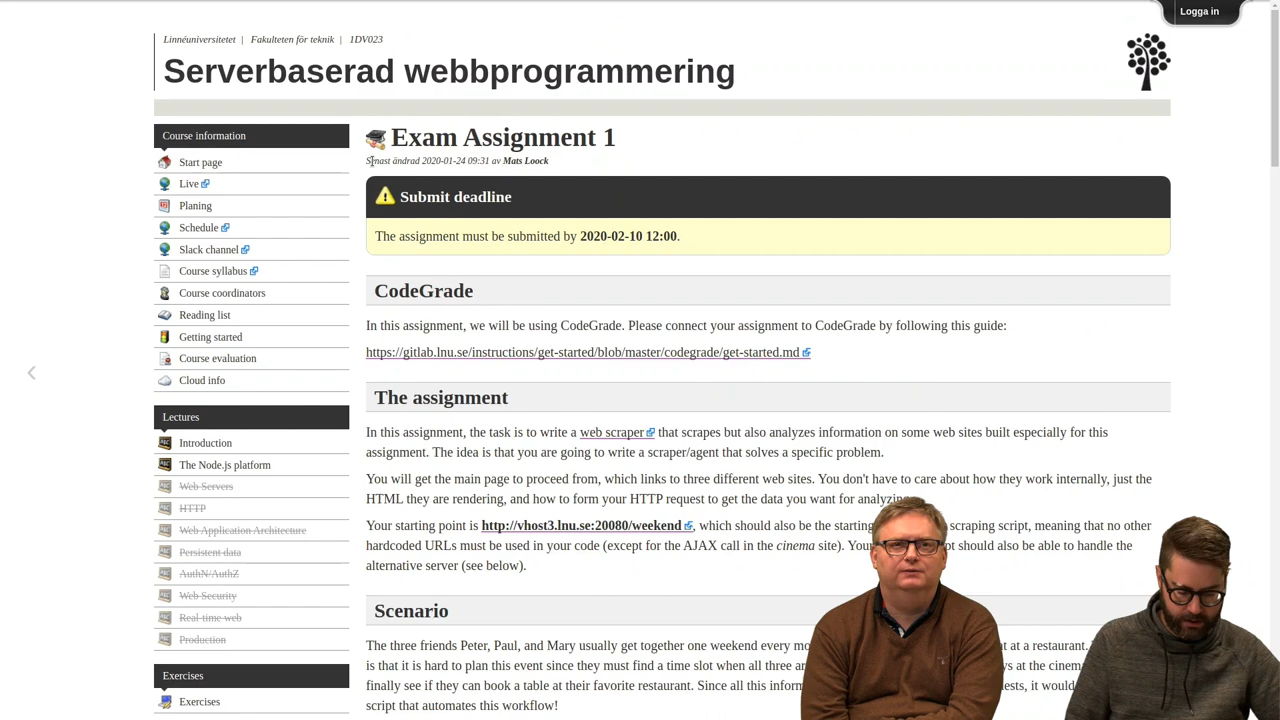 Logga in
Linnéuniversitetet | Fakulteten för teknik | 1DV023
Serverbaserad webbprogrammering
Course information
Start page
Live
Planing
Schedule
Slack channel
Course syllabus
Course coordinators
Reading list
Getting started
Course evaluation
Cloud info
Lectures
Introduction
The Node.js platform
Web Servers
HTTP
Web Application Architecture
Persistent data
AuthN/AuthZ
Web Security
Real-time web
Production
Exercises
Exercises
Exam Assignment 1
Senast ändrad 2020-01-24 09:31 av Mats Loock
Submit deadline
The assignment must be submitted by 2020-02-10 12:00.
CodeGrade
In this assignment, we will be using CodeGrade. Please connect your assignment to CodeGrade by following this guide:
https://gitlab.lnu.se/instructions/get-started/blob/master/codegrade/get-started.md
The assignment
In this assignment, the task is to write a web scraper that scrapes but also analyzes information on some web sites built especially for this
assignment. The idea is that you are going to write a scraper/agent that solves a specific problem.
You will get the main page to proceed from, which links to three different web sites. You don't have to care about how they work internally, just the
HTML they are rendering, and how to form your HTTP request to get the data you want for analyzing
Your starting point is http://vhost3.lnu.se:20080/weekend, which should also be the starting scraping script, meaning that no other
hardcoded URLs must be used in your code (except for the AJAX call in the cinema site). should also be able to handle the
alternative server (see below).
Scenario
The three friends Peter, Paul, and Mary usually get together one weekend every at a restaurant.
is that it is hard to plan this event since they must find a time slot when all three at the
finally see if they can book a table at their favorite restaurant. Since all this it
script that automates this workflow!